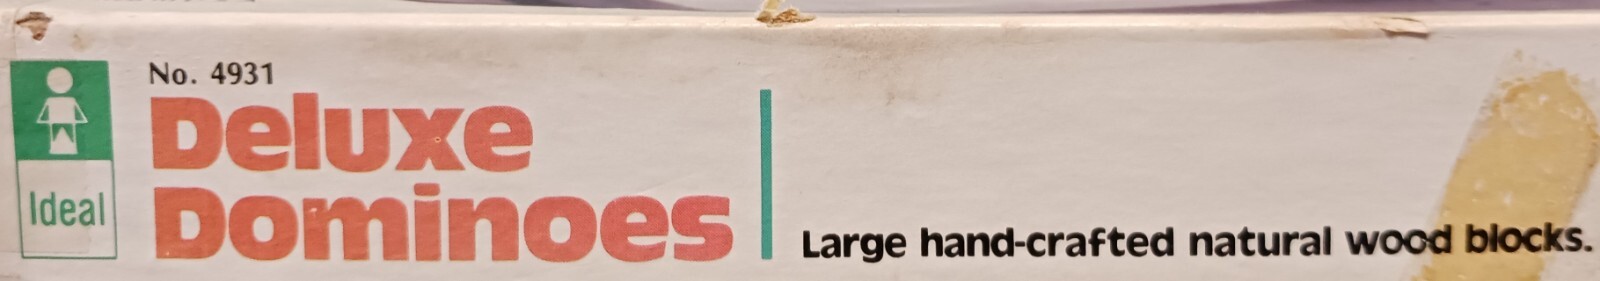 No. 4931
Deluxe
Dominoes
Ideal
Large hand-crafted natural wood blocks.